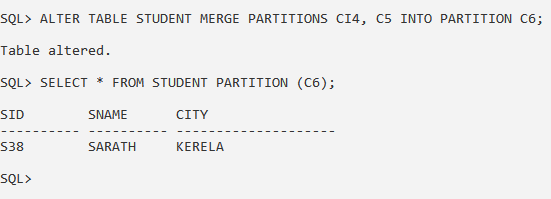 SQL> ALTER TABLE STUDENT MERGE PARTITIONS CI4, C5 INTO PARTITION C6;
Table altered.
SQL> SELECT * FROM STUDENT PARTITION (C6);
SID        SNAME      CITY
---------- ---------- --------------------
S38        SARATH     KERELA
SQL>